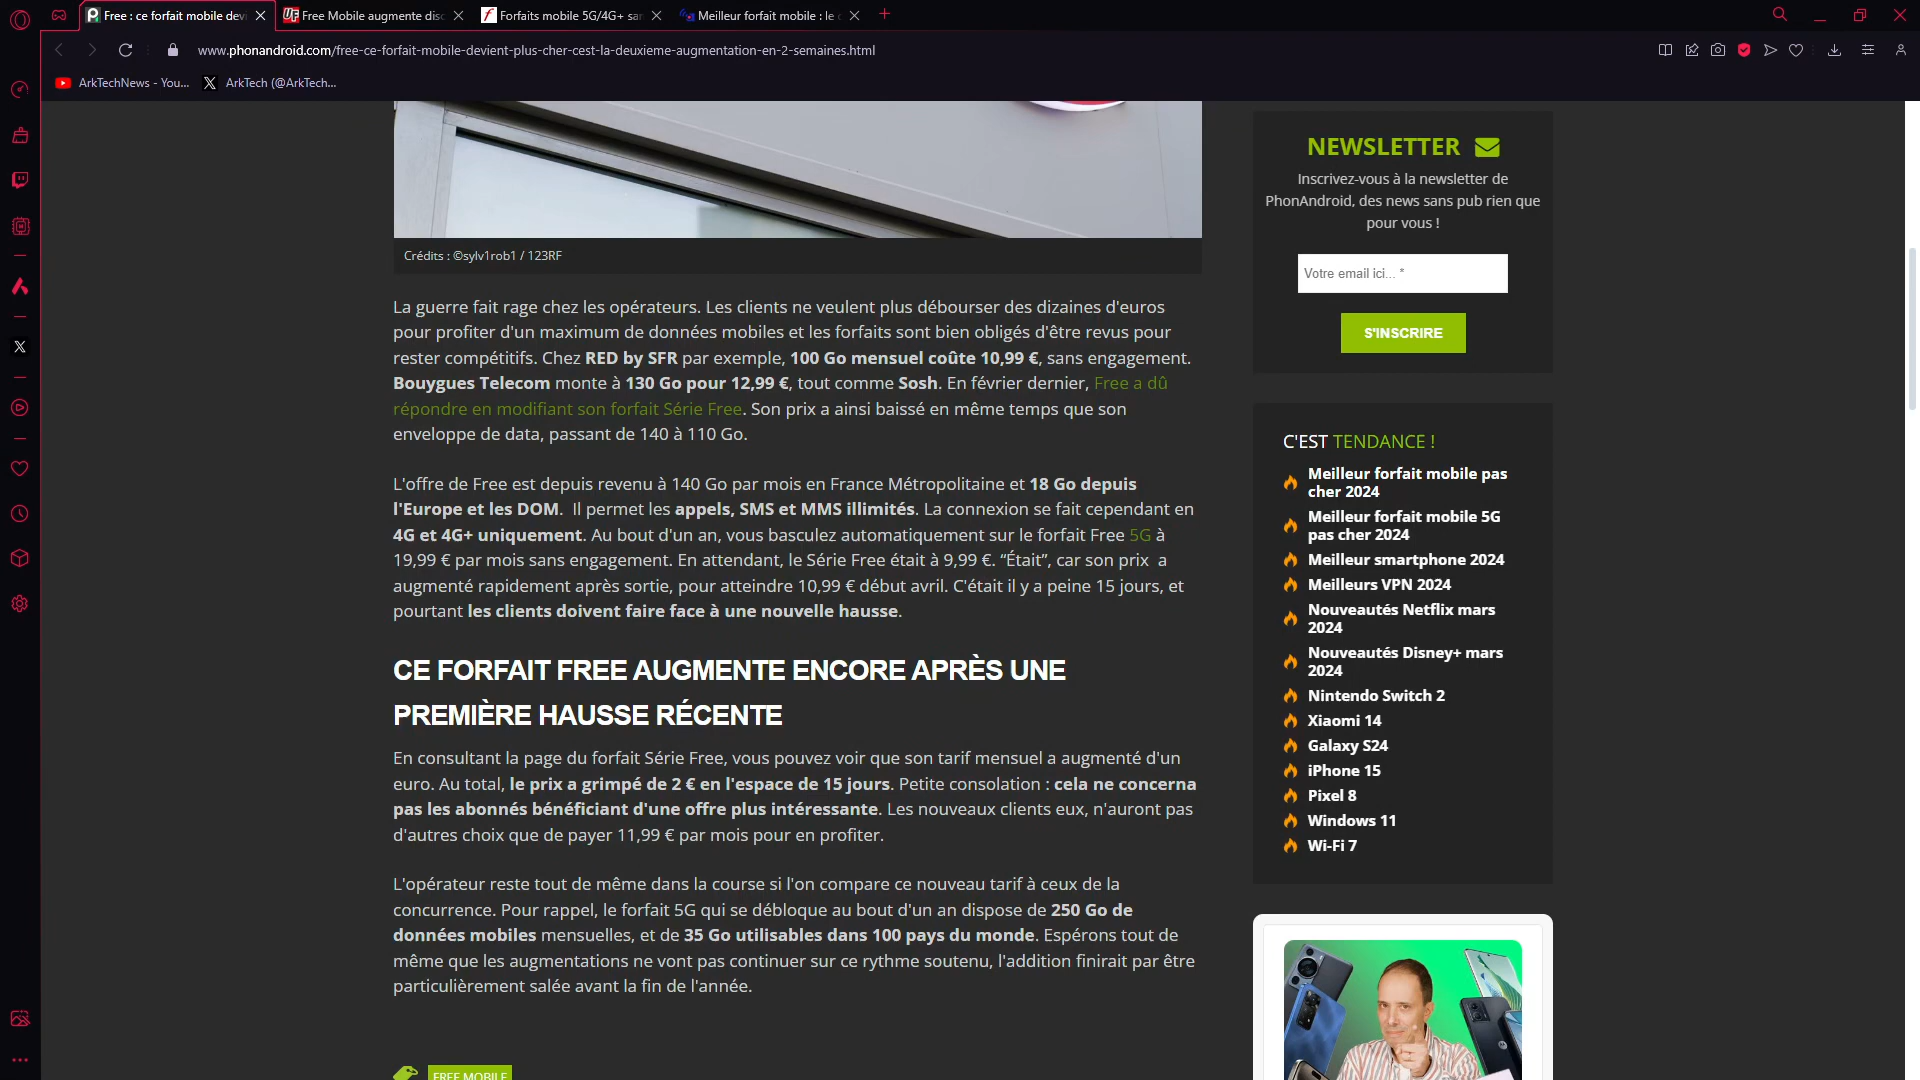 Free : ce forfait mobile devi
Free Mobile augmente disc
Forfaits mobile 5G/4G+ san
Meilleur forfait mobile : le c
www.phonandroid.com/free-ce-forfait-mobile-devient-plus-cher-cest-la-deuxieme-augmentation-en-2-semaines.html
ArkTechNews - You...
ArkTech (@ArkTech...
Crédits : ©sylv1rob1 / 123RF
La guerre fait rage chez les opérateurs. Les clients ne veulent plus débourser des dizaines d'euros
pour profiter d'un maximum de données mobiles et les forfaits sont bien obligés d'être revus pour
rester compétitifs. Chez RED by SFR par exemple, 100 Go mensuel coûte 10,99 €, sans engagement.
Bouygues Telecom monte à 130 Go pour 12,99 €, tout comme Sosh. En février dernier, Free a dû
répondre en modifiant son forfait Série Free. Son prix a ainsi baissé en même temps que son
enveloppe de data, passant de 140 à 110 Go.
L'offre de Free est depuis revenu à 140 Go par mois en France Métropolitaine et 18 Go depuis
l'Europe et les DOM. Il permet les appels, SMS et MMS illimités. La connexion se fait cependant en
4G et 4G+ uniquement. Au bout d'un an, vous basculez automatiquement sur le forfait Free 5G à
19,99 € par mois sans engagement. En attendant, le Série Free était à 9,99 €. “Était”, car son prix a
augmenté rapidement après sortie, pour atteindre 10,99 € début avril. C'était il y a peine 15 jours, et
pourtant les clients doivent faire face à une nouvelle hausse.
CE FORFAIT FREE AUGMENTE ENCORE APRÈS UNE
PREMIÈRE HAUSSE RÉCENTE
En consultant la page du forfait Série Free, vous pouvez voir que son tarif mensuel a augmenté d'un
euro. Au total, le prix a grimpé de 2 € en l'espace de 15 jours. Petite consolation : cela ne concerna
pas les abonnés bénéficiant d'une offre plus intéressante. Les nouveaux clients eux, n'auront pas
d'autres choix que de payer 11,99 € par mois pour en profiter.
L'opérateur reste tout de même dans la course si l'on compare ce nouveau tarif à ceux de la
concurrence. Pour rappel, le forfait 5G qui se débloque au bout d'un an dispose de 250 Go de
données mobiles mensuelles, et de 35 Go utilisables dans 100 pays du monde. Espérons tout de
même que les augmentations ne vont pas continuer sur ce rythme soutenu, l'addition finirait par être
particulièrement salée avant la fin de l'année.
FREE MOBILE
NEWSLETTER
Inscrivez-vous à la newsletter de
PhonAndroid, des news sans pub rien que
pour vous !
Votre email ici... *
S'INSCRIRE
C'EST TENDANCE !
Meilleur forfait mobile pas
cher 2024
Meilleur forfait mobile 5G
pas cher 2024
Meilleur smartphone 2024
Meilleurs VPN 2024
Nouveautés Netflix mars
2024
Nouveautés Disney+ mars
2024
Nintendo Switch 2
Xiaomi 14
Galaxy S24
iPhone 15
Pixel 8
Windows 11
Wi-Fi 7